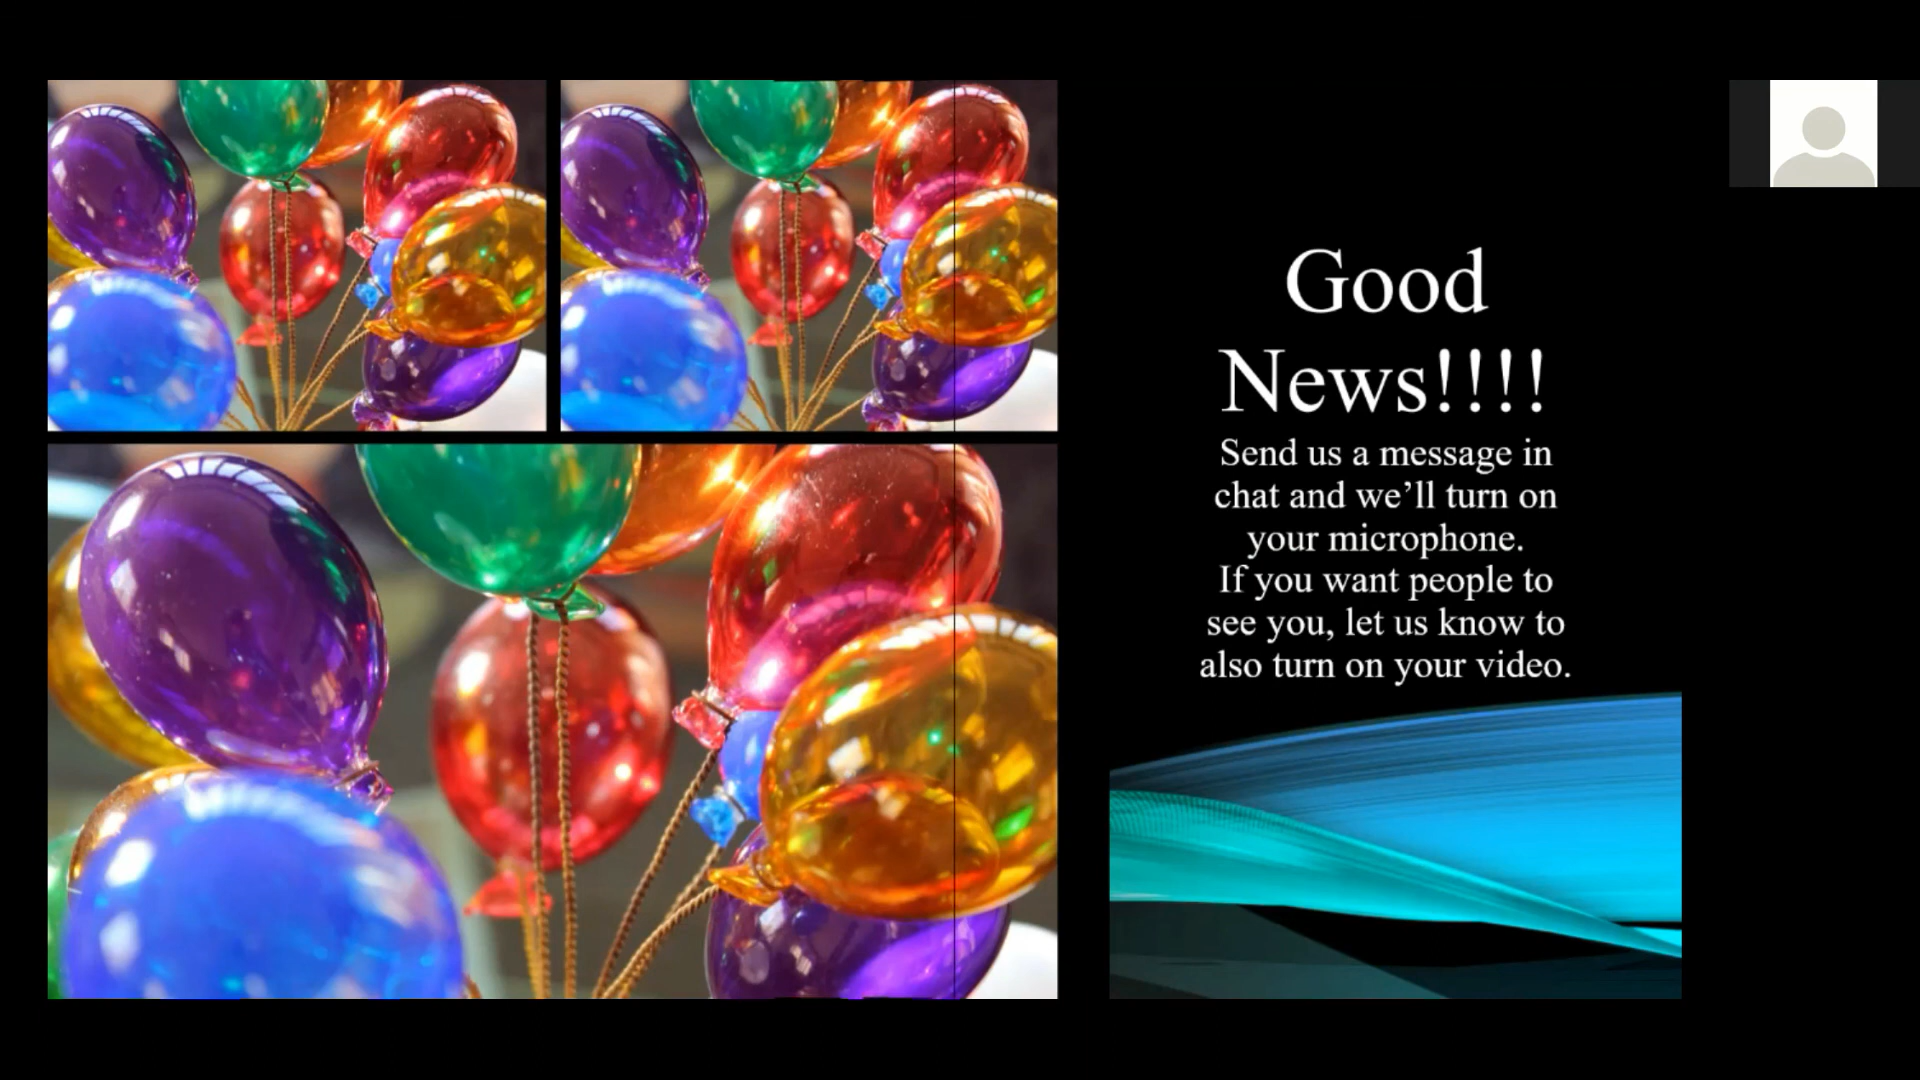 Good
News!!!!
Send us a message in
chat and we’ll turn on
your microphone.
If you want people to
see you, let us know to
also turn on your video.